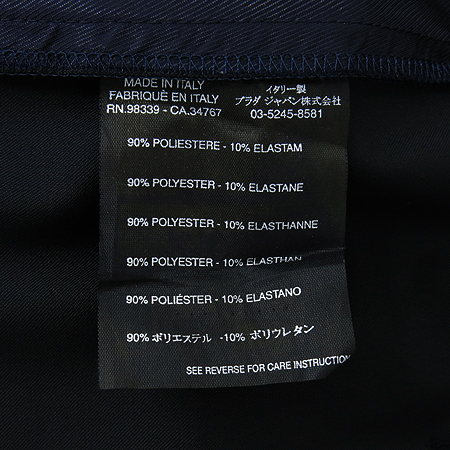 MADE IN ITALY
FABRIQUÉ EN ITALY
RN.98339 - CA.34767
イタリー製
プラダ ジャパン株式会社
03-5245-8581
90% POLIESTERE - 10% ELASTAM
90% POLYESTER - 10% ELASTANE
90% POLYESTER - 10% ELASTHANNE
90% POLYESTER - 10% ELASTHAN
90% POLIÉSTER - 10% ELASTANO
90% ポリエステル -10% ポリウレタン
SEE REVERSE FOR CARE INSTRUCTION